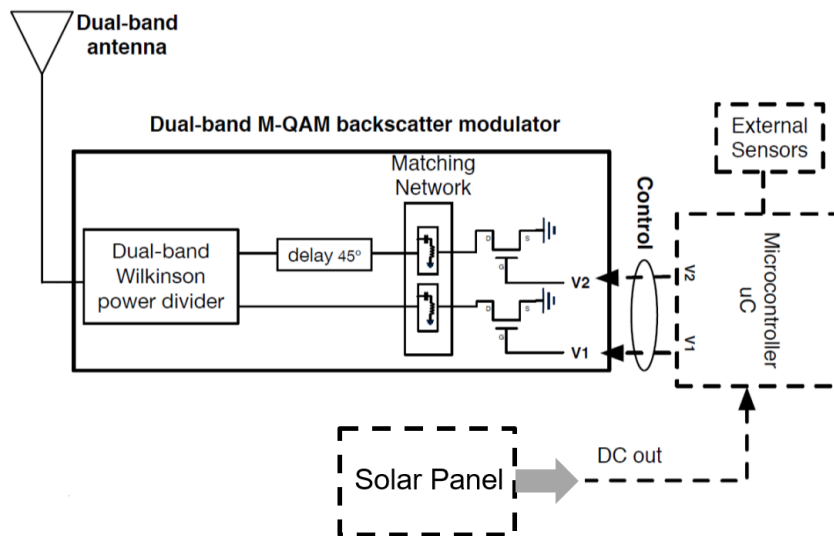 Dual-band
antenna
Dual-band M-QAM backscatter modulator
Matching
Network
External
Sensors
Control
Dual-band
Wilkinson
power divider
delay 45º
D
S
G
V2
D
S
G
V1
V2
V1
Microcontroller
uC
Solar Panel
DC out